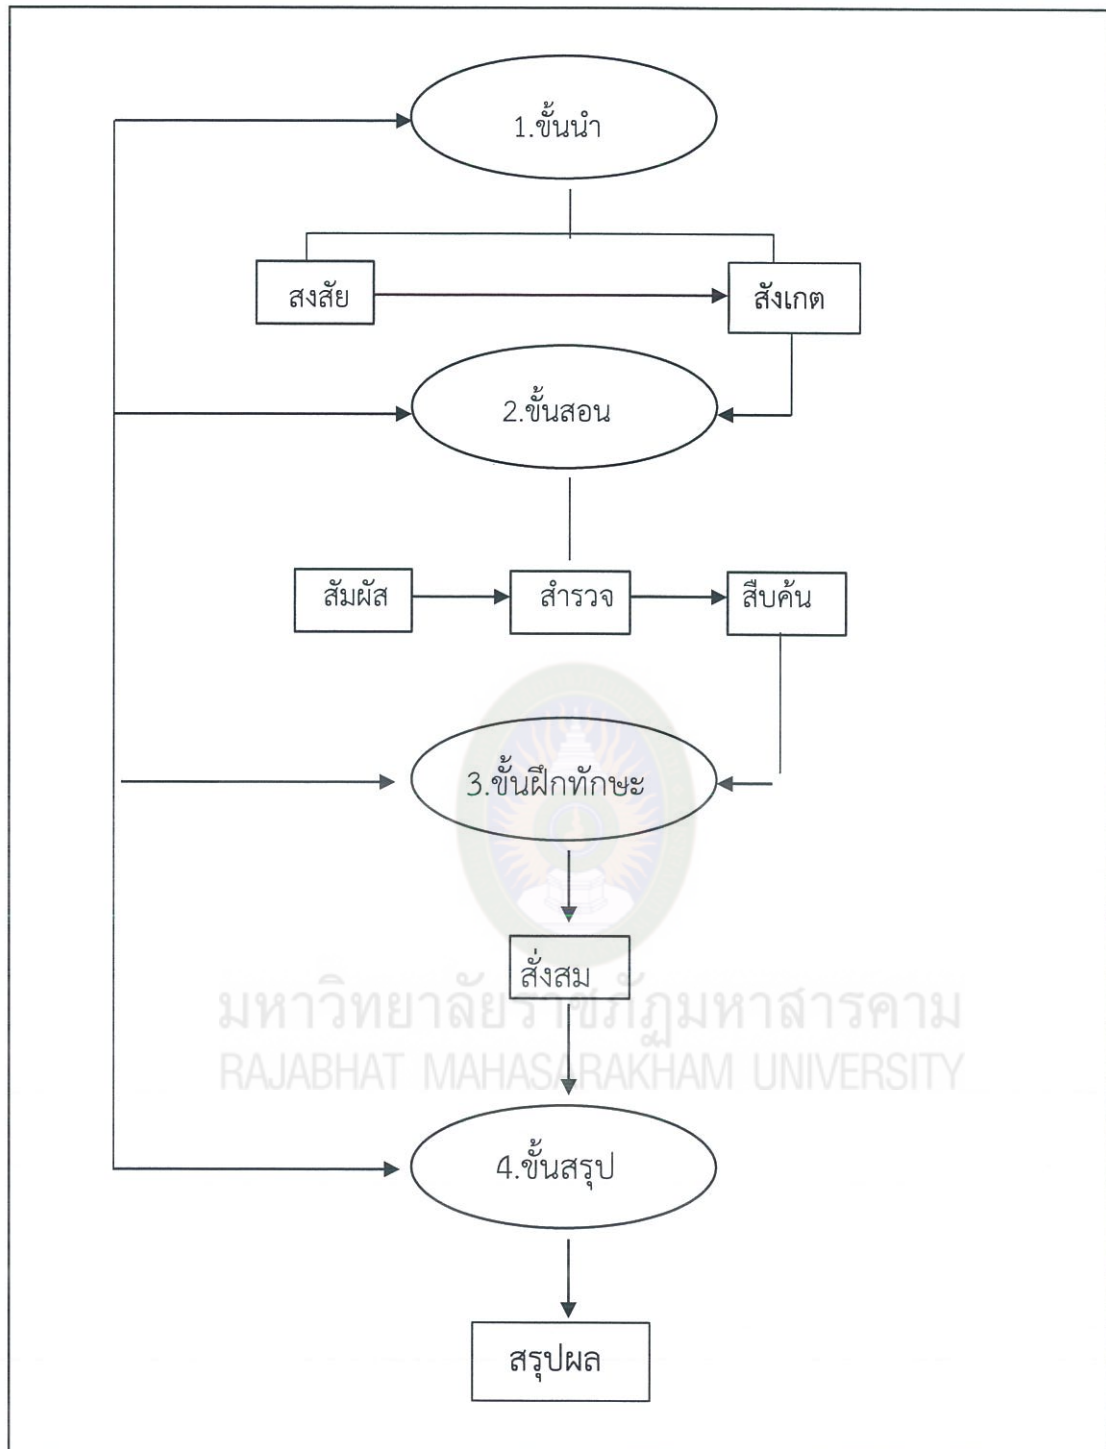 1.ขั้นนำ
สงสัย
สังเกต
2.ขั้นสอน
สัมผัส
สำรวจ
สืบค้น
3.ขั้นฝึกทักษะ
สั่งสม
มหาวิทยาลัยราชภัฏมหาสารคาม
RAJABHAT MAHASARAKHAM UNIVERSITY
4.ขั้นสรุป
สรุปผล